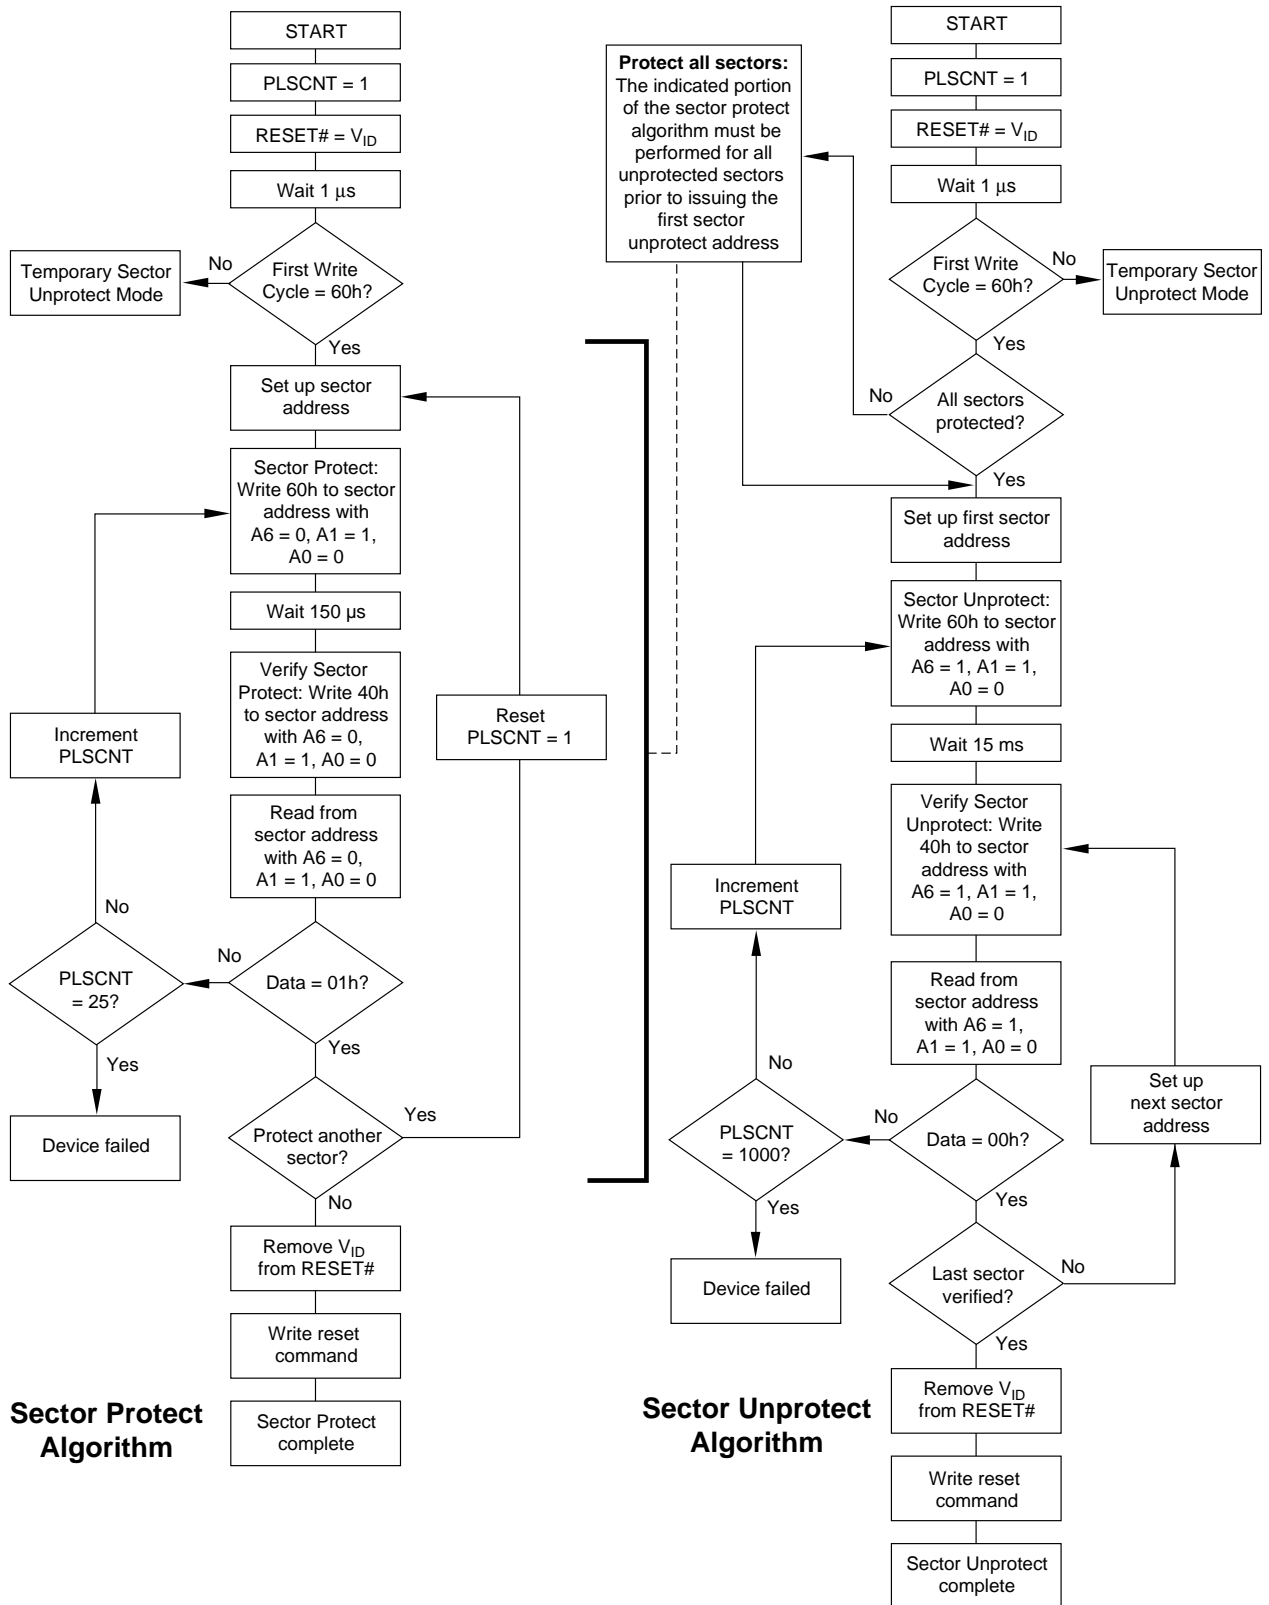 START
PLSCNT = 1
RESET# = VID
Wait 1 μs
First Write
Cycle = 60h?
No
Temporary Sector
Unprotect Mode
Yes
Set up sector
address
Sector Protect:
Write 60h to sector
address with
A6 = 0, A1 = 1,
A0 = 0
Wait 150 µs
Verify Sector
Protect: Write 40h
to sector address
with A6 = 0,
A1 = 1, A0 = 0
Increment
PLSCNT
Reset
PLSCNT = 1
Read from
sector address
with A6 = 0,
A1 = 1, A0 = 0
No
PLSCNT
= 25?
No
Data = 01h?
Yes
Yes
Device failed
Protect another
sector?
Yes
No
Remove VID
from RESET#
Write reset
command
Sector Protect
complete
Sector Protect
Algorithm
Protect all sectors:
The indicated portion
of the sector protect
algorithm must be
performed for all
unprotected sectors
prior to issuing the
first sector
unprotect address
START
PLSCNT = 1
RESET# = VID
Wait 1 μs
First Write
Cycle = 60h?
No
Temporary Sector
Unprotect Mode
Yes
No
All sectors
protected?
Yes
Set up first sector
address
Sector Unprotect:
Write 60h to sector
address with
A6 = 1, A1 = 1,
A0 = 0
Wait 15 ms
Verify Sector
Unprotect: Write
40h to sector
address with
A6 = 1, A1 = 1,
A0 = 0
Increment
PLSCNT
Read from
sector address
with A6 = 1,
A1 = 1, A0 = 0
No
Set up
next sector
address
PLSCNT
= 1000?
No
Data = 00h?
Yes
Yes
Device failed
Last sector
verified?
No
Yes
Remove VID
from RESET#
Write reset
command
Sector Unprotect
complete
Sector Unprotect
Algorithm